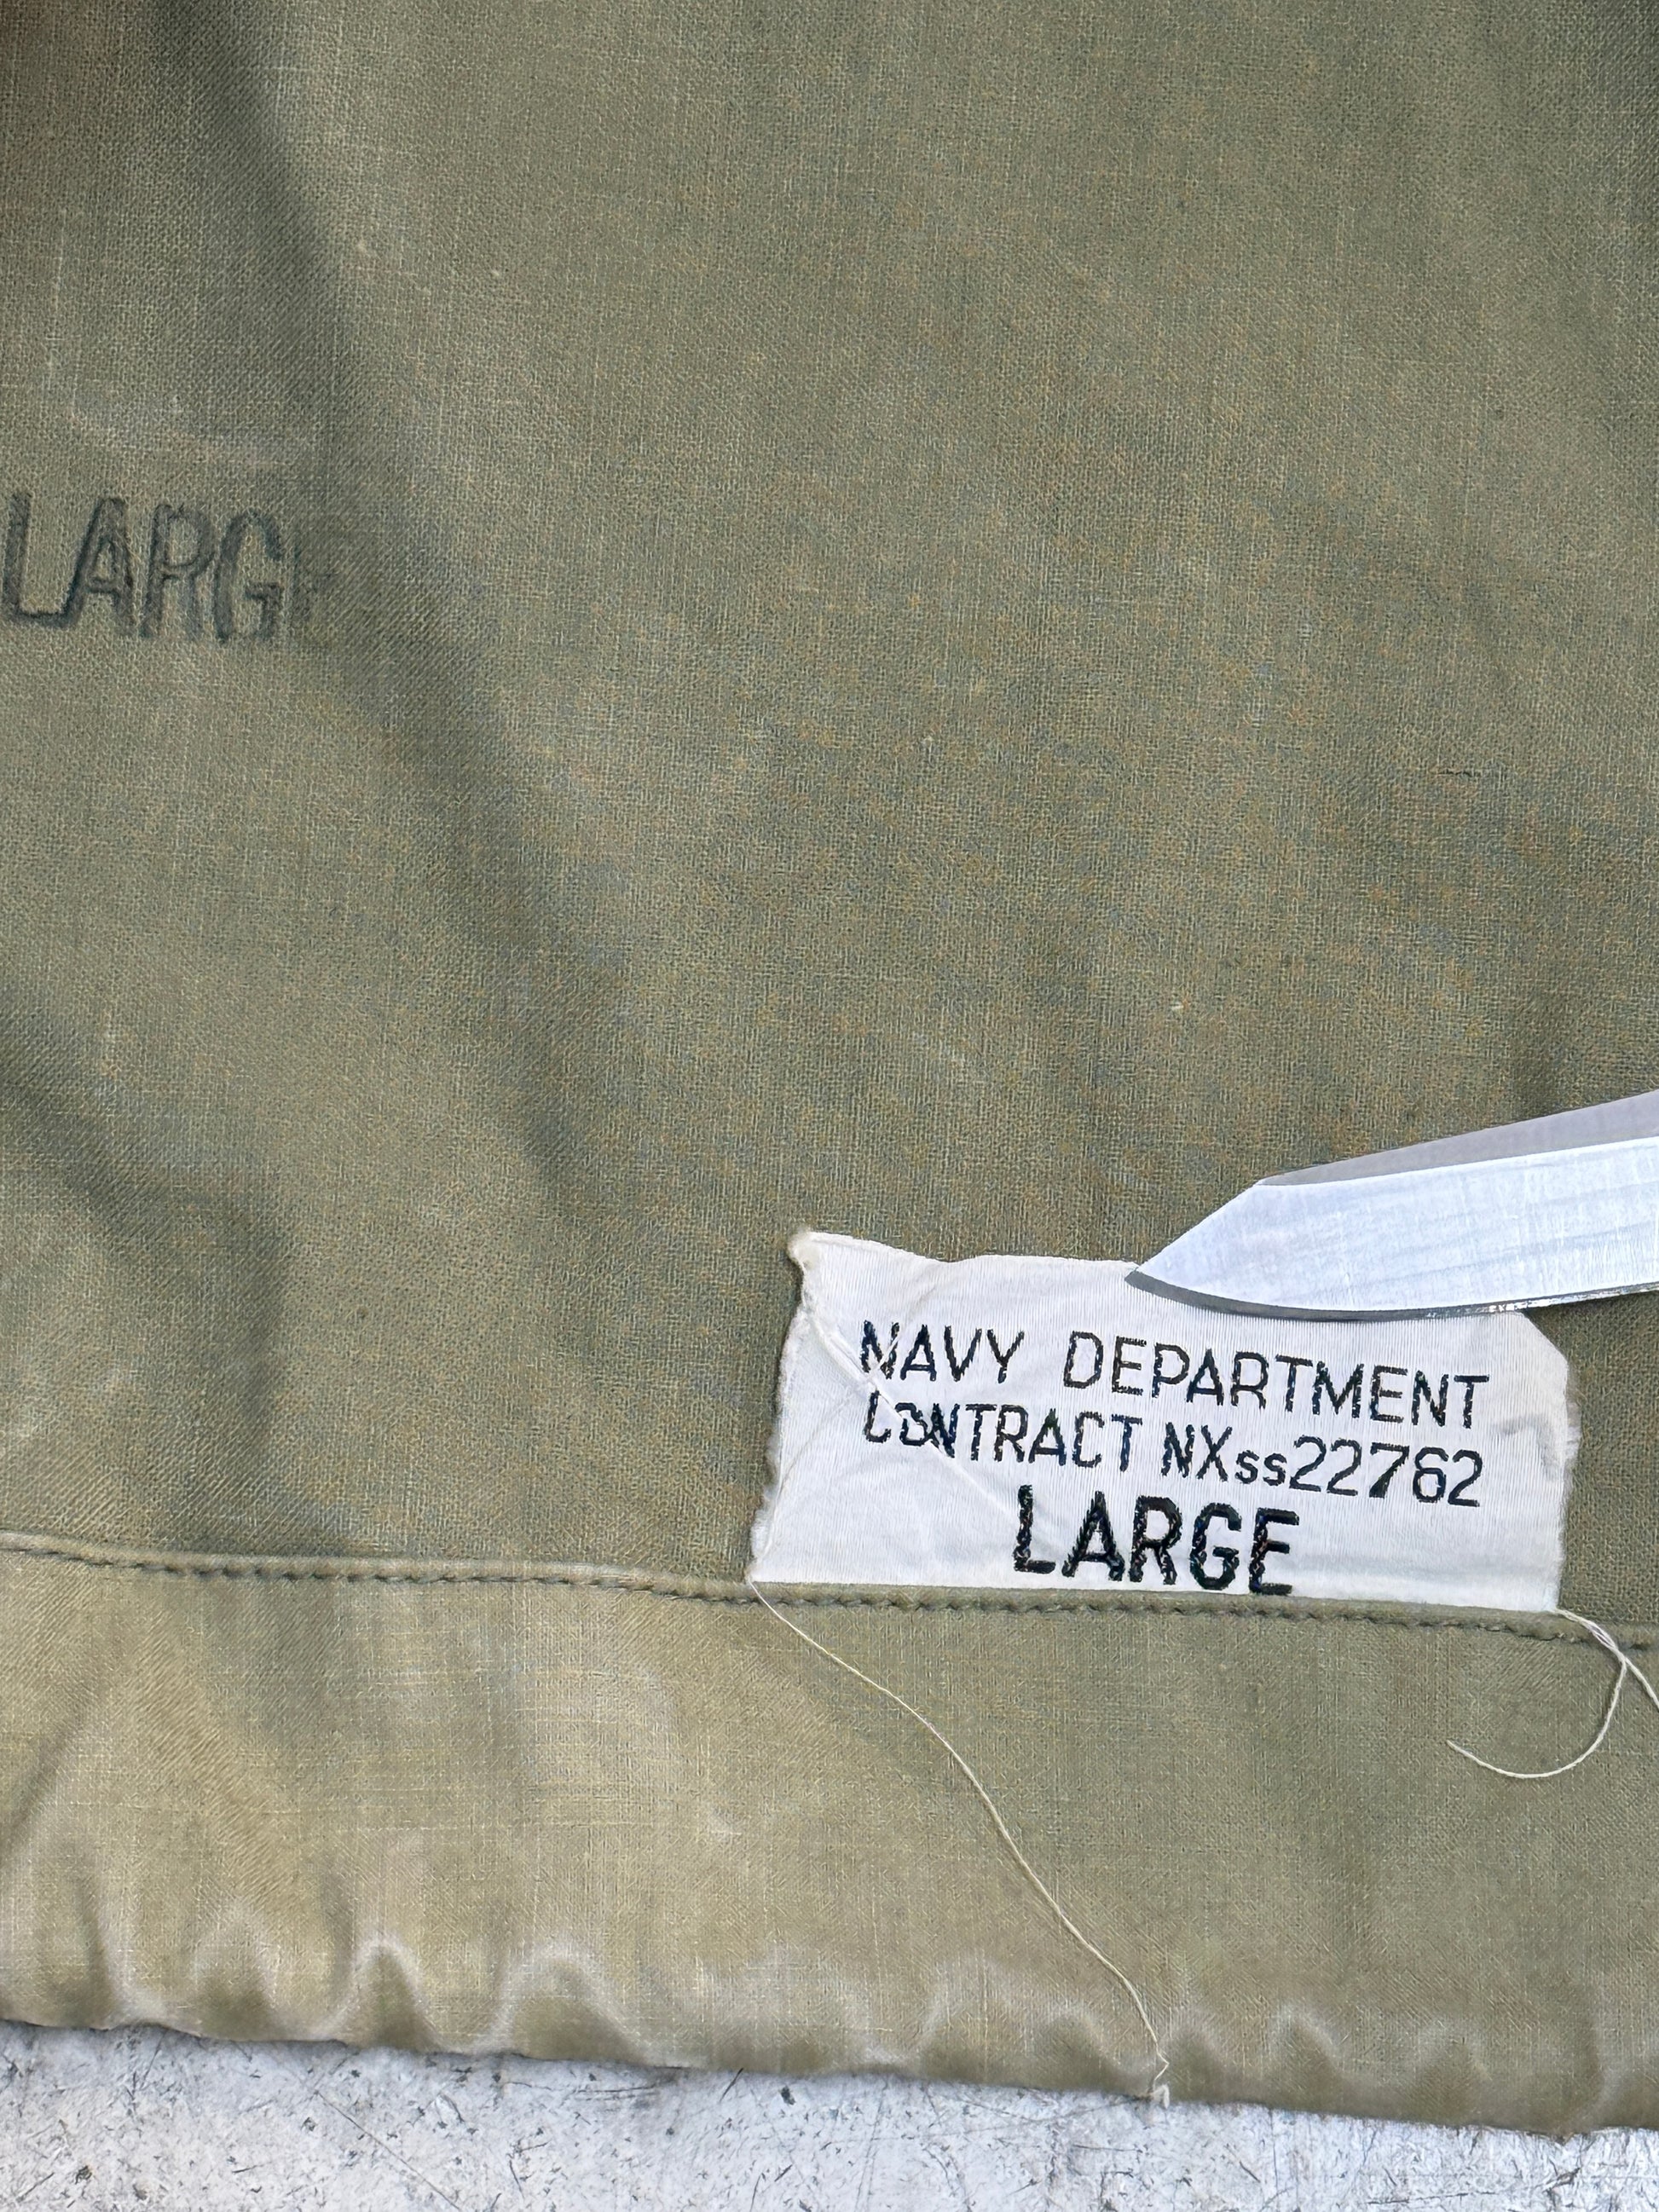 LARGE
NAVY DEPARTMENT
CONTRACT NXss22762
LARGE